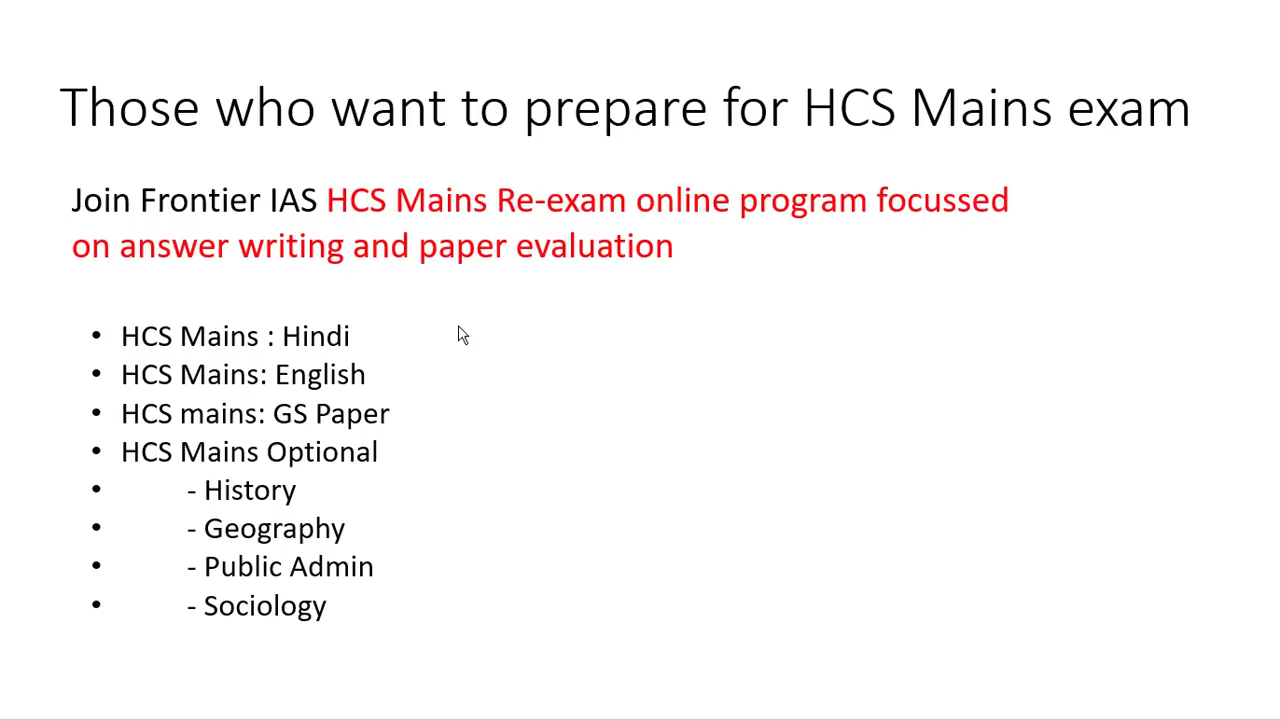 Those who want to prepare for HCS Mains exam
Join Frontier IAS HCS Mains Re-exam online program focussed
on answer writing and paper evaluation
• HCS Mains : Hindi
• HCS Mains: English
• HCS mains: GS Paper
• HCS Mains Optional
• - History
• - Geography
• - Public Admin
• - Sociology